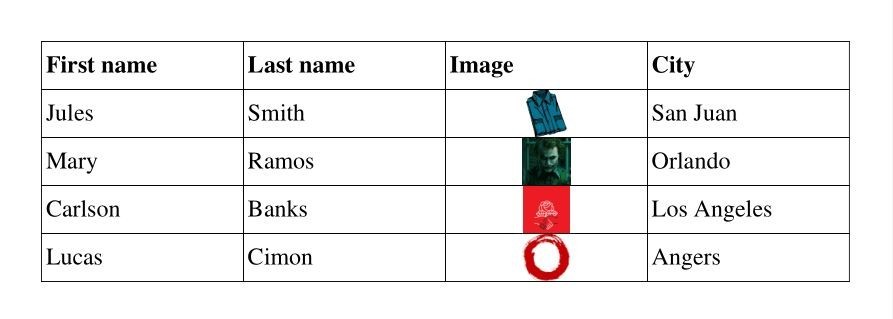 First name Last name Image City
Jules Smith San Juan
Mary Ramos Orlando
Carlson Banks Los Angeles
Lucas Cimon Angers